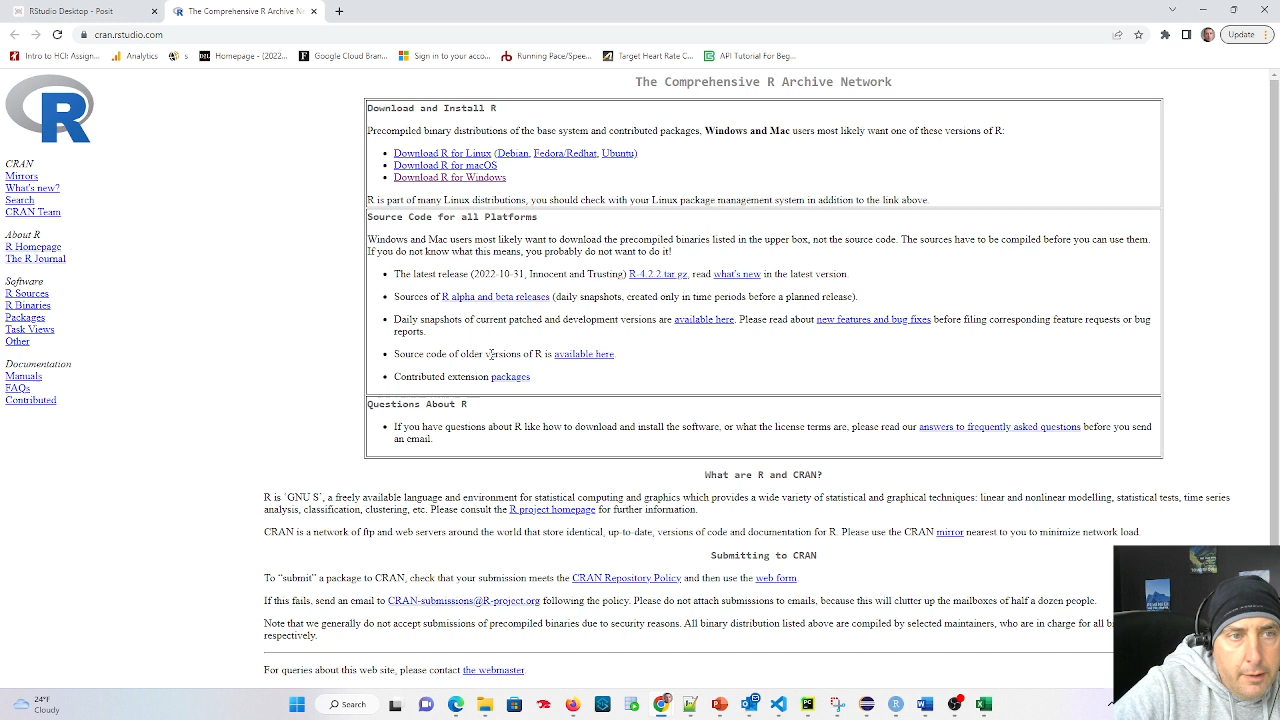 RStudio Desktop - Posit
The Comprehensive R Archive Ne
cran.rstudio.com
Update
Intro to HCI: Assign...
Analytics
s
Homepage - (2022...
Google Cloud Bran...
Sign in to your acco...
Running Pace/Spee...
Target Heart Rate C...
API Tutorial For Beg...
R
CRAN
Mirrors
What's new?
Search
CRAN Team
About R
R Homepage
The R Journal
Software
R Sources
R Binaries
Packages
Task Views
Other
Documentation
Manuals
FAQs
Contributed
The Comprehensive R Archive Network
Download and Install R
Precompiled binary distributions of the base system and contributed packages, Windows and Mac users most likely want one of these versions of R:
• Download R for Linux (Debian, Fedora/Redhat, Ubuntu)
• Download R for macOS
• Download R for Windows
R is part of many Linux distributions, you should check with your Linux package management system in addition to the link above.
Source Code for all Platforms
Windows and Mac users most likely want to download the precompiled binaries listed in the upper box, not the source code. The sources have to be compiled before you can use them.
If you do not know what this means, you probably do not want to do it!
• The latest release (2022-10-31, Innocent and Trusting) R-4.2.2.tar.gz, read what's new in the latest version.
• Sources of R alpha and beta releases (daily snapshots, created only in time periods before a planned release).
• Daily snapshots of current patched and development versions are available here. Please read about new features and bug fixes before filing corresponding feature requests or bug
reports.
• Source code of older versions of R is available here.
• Contributed extension packages
Questions About R
• If you have questions about R like how to download and install the software, or what the license terms are, please read our answers to frequently asked questions before you send
an email.
What are R and CRAN?
R is `GNU S', a freely available language and environment for statistical computing and graphics which provides a wide variety of statistical and graphical techniques: linear and nonlinear modelling, statistical tests, time series
analysis, classification, clustering, etc. Please consult the R project homepage for further information.
CRAN is a network of ftp and web servers around the world that store identical, up-to-date, versions of code and documentation for R. Please use the CRAN mirror nearest to you to minimize network load.
Submitting to CRAN
To "submit" a package to CRAN, check that your submission meets the CRAN Repository Policy and then use the web form.
If this fails, send an email to CRAN-submissions@R-project.org following the policy. Please do not attach submissions to emails, because this will clutter up the mailboxes of half a dozen people.
Note that we generally do not accept submissions of precompiled binaries due to security reasons. All binary distribution listed above are compiled by selected maintainers, who are in charge for all bi
respectively.
For queries about this web site, please contact the webmaster.
24°F
Cloudy
Search